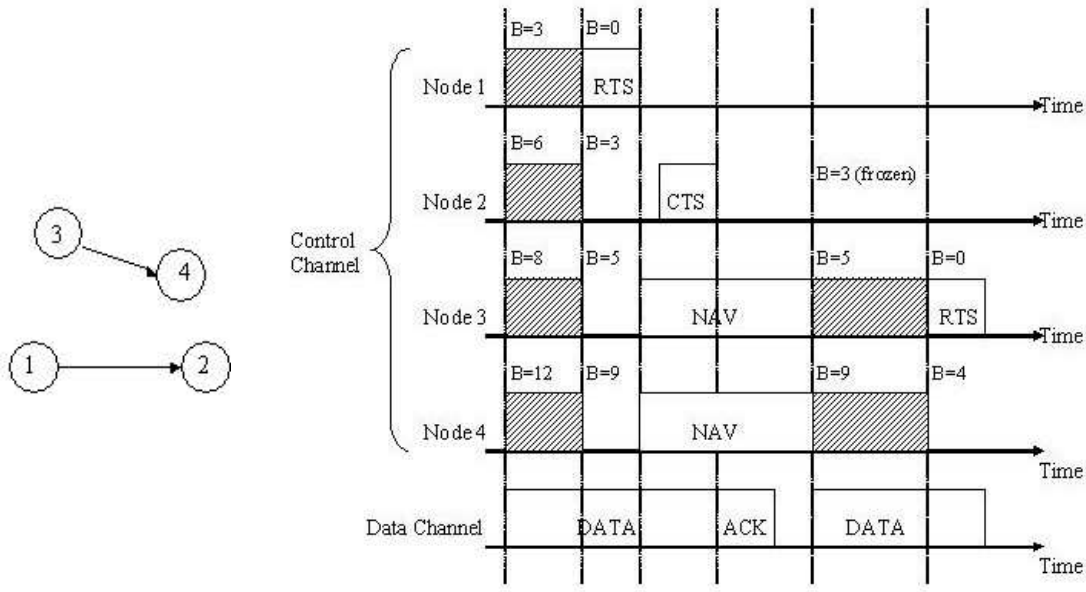 B=3 B=0
Node 1 RTS
Time
B=6 B=3
B=3 (frozen)
Node 2 CTS
Time
3
4
Control
Channel
B=8 B=5 B=5 B=0
Node 3 NAV RTS
Time
1 2
B=12 B=9 B=9 B=4
Node 4 NAV
Time
Data Channel DATA ACK DATA
Time